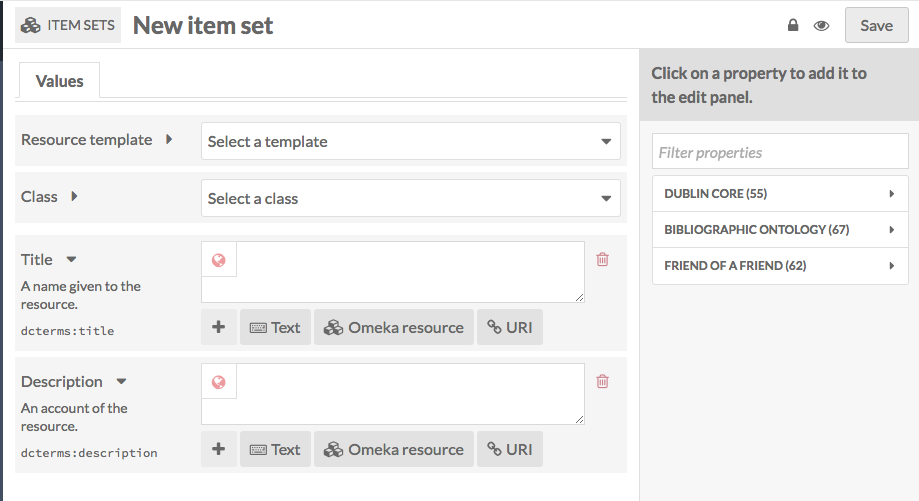 ITEM SETS New item set
Save
Values
Resource template
Select a template
Class
Select a class
Title
A name given to the
resource.
dcterms:title
Text
Omeka resource
URI
Description
An account of the
resource.
dcterms:description
Text
Omeka resource
URI
Click on a property to add it to
the edit panel.
Filter properties
DUBLIN CORE (55)
BIBLIOGRAPHIC ONTOLOGY (67)
FRIEND OF A FRIEND (62)